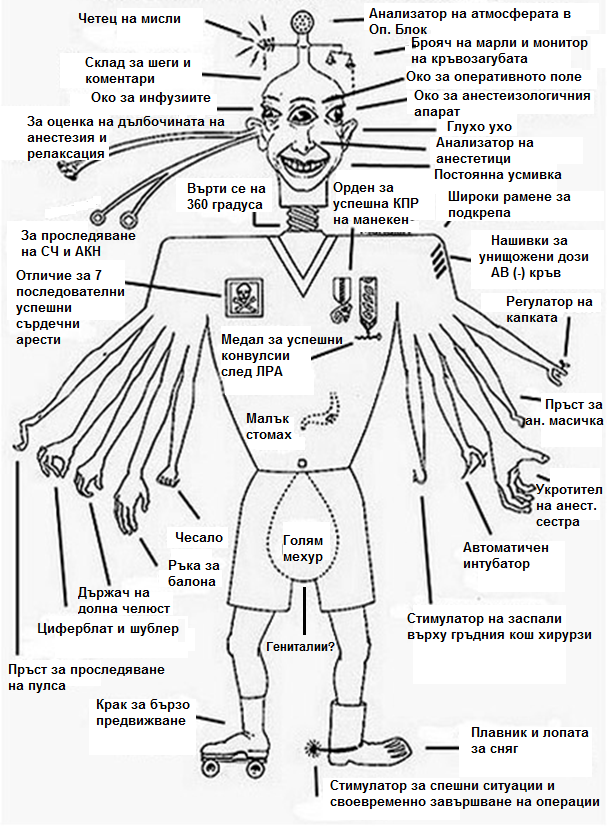 Четец на мисли
Анализатор на атмосферата в
Оп. Блок
Брояч на марли и монитор
на кръвозагубата
Склад за шеги и
коментари
Око за оперативното поле
Око за инфузиите
Око за анестеизологичния
апарат
За оценка на дълбочината на
анестезия и
релаксация
Глухо ухо
Анализатор на
анестетици
Постоянна усмивка
Върти се на
360 градуса
Орден за
успешна КПР
на манекен
Широки рамене за
подкрепа
За проследяване
на СЧ и АКН
Нашивки за
унищожени дози
АВ (-) кръв
Отличие за 7
последователни
успешни
сърдечни
арести
Регулатор на
капката
Медал за успешни
конвулсии
след ЛРА
Пръст за
ан. масичка
Малък
стомах
Укротител
на анест.
сестра
Чесало
Голям
мехур
Автоматичен
интубатор
Ръка за
балона
Държач на
долна челюст
Циферблат и шублер
Стимулатор на заспали
върху гръдния кош хирурзи
Гениталии?
Пръст за проследяване
на пулса
Крак за бързо
предвижване
Плавник и лопата
за сняг
Стимулатор за спешни ситуации и
своевременно завършване на операции